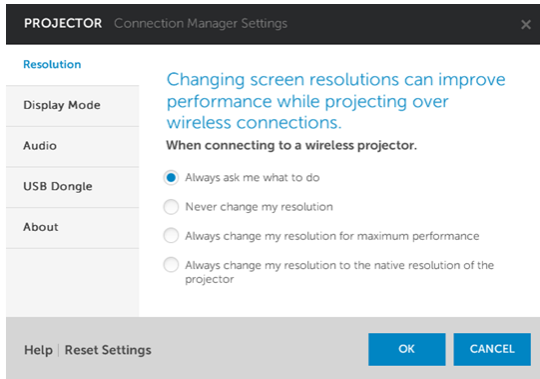 PROJECTOR Connection Manager Settings
Resolution
Display Mode
Audio
USB Dongle
About
Changing screen resolutions can improve
performance while projecting over
wireless connections.
When connecting to a wireless projector.
Always ask me what to do
Never change my resolution
Always change my resolution for maximum performance
Always change my resolution to the native resolution of the
projector
Help | Reset Settings
OK
CANCEL